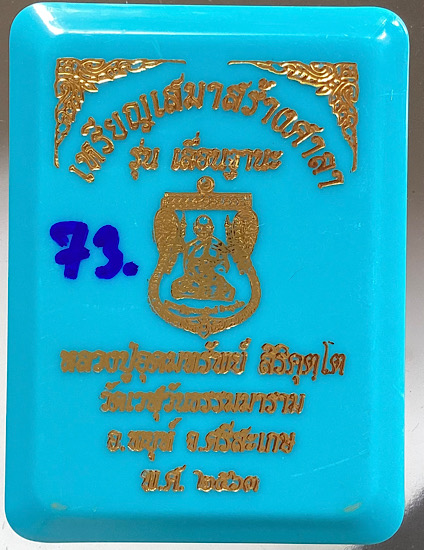 เหรียญเสมาสร้างศาลา
รุ่น เลื่อนฐานะ
73.
หลวงปู่อุดมทรัพย์ สิริคุตฺโต
วัดเวฬุวันธรรมมาราม
อ.พยุห์ จ.ศรีสะเกษ
พ.ศ. ๒๕๖๓